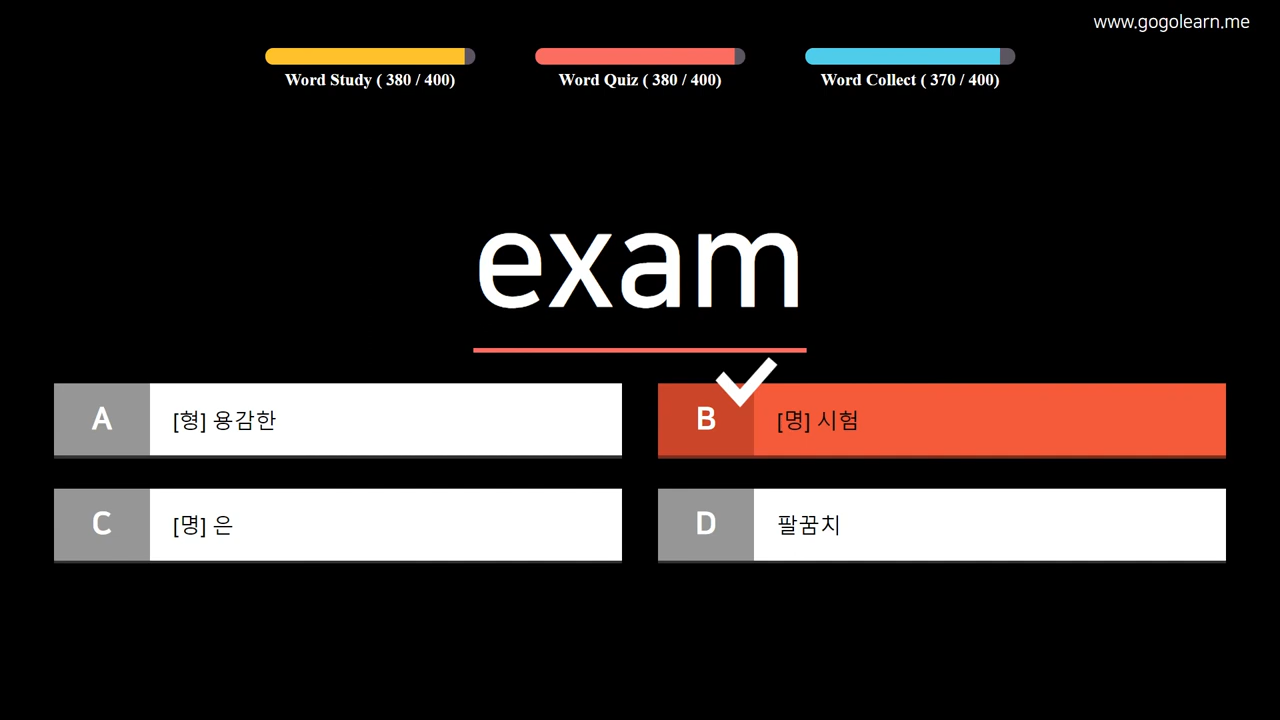 www.gogolearn.me
Word Study ( 380 / 400)
Word Quiz ( 380 / 400)
Word Collect ( 370 / 400)
exam
A [형] 용감한
B [명] 시험
C [명] 은
D 팔꿈치